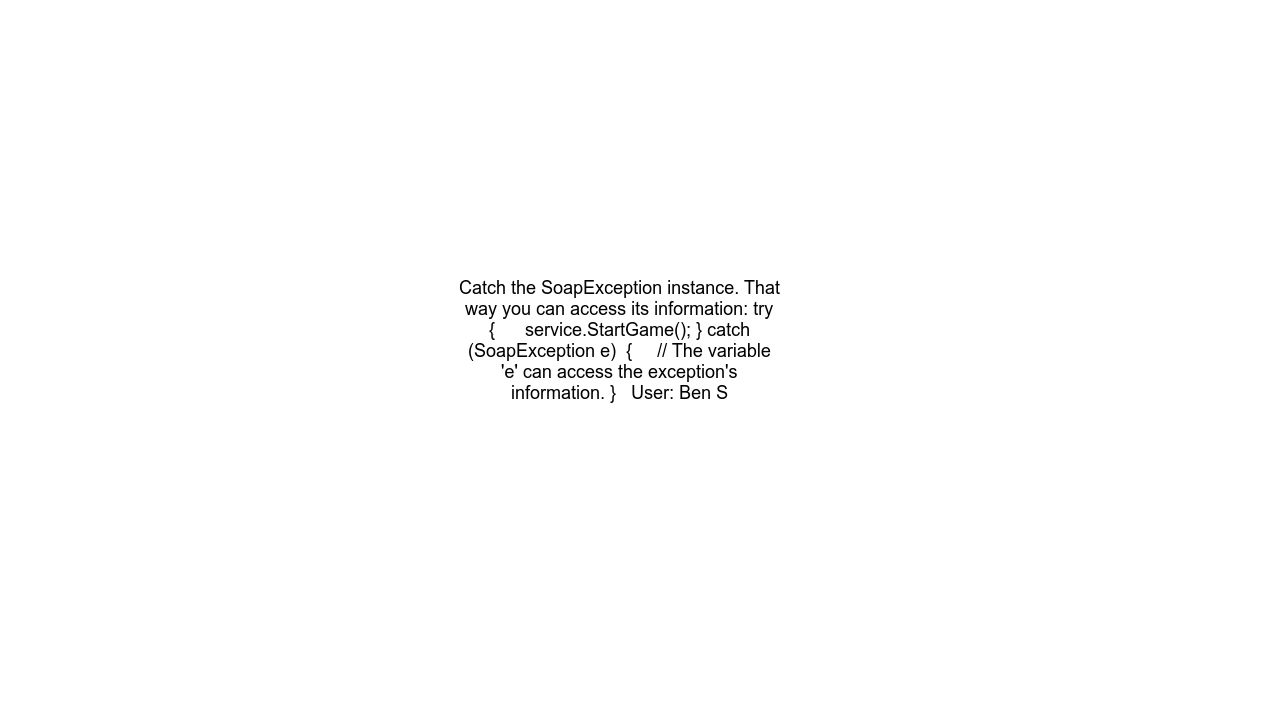 Catch the SoapException instance. That
way you can access its information: try
{      service.StartGame(); } catch
(SoapException e)  {     // The variable
'e' can access the exception's
information. }   User: Ben S